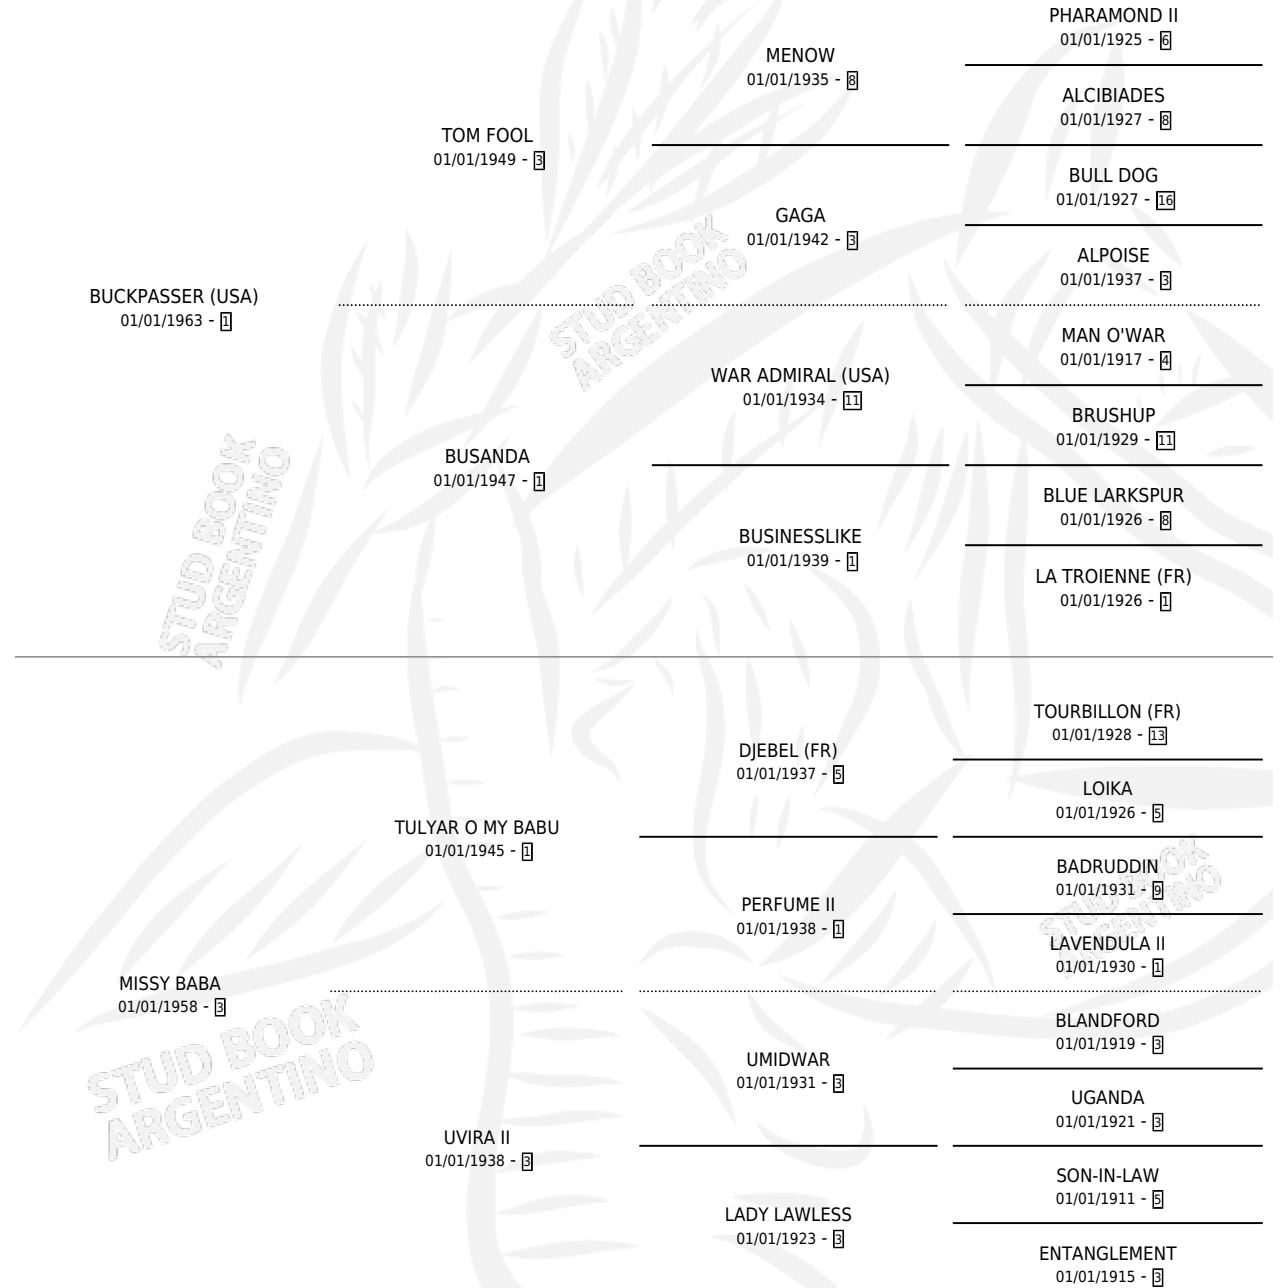 PHARAMOND II
01/01/1925 - 6
MENOW
01/01/1935 - 8
ALCIBIADES
01/01/1927 - 8
TOM FOOL
01/01/1949 - 3
BULL DOG
01/01/1927 - 16
GAGA
01/01/1942 - 3
ALPOISE
01/01/1937 - 3
BUCKPASSER (USA)
01/01/1963 - 1
MAN O'WAR
01/01/1917 - 4
WAR ADMIRAL (USA)
01/01/1934 - 11
BRUSHUP
01/01/1929 - 11
BUSANDA
01/01/1947 - 1
BLUE LARKSPUR
01/01/1926 - 8
BUSINESSLIKE
01/01/1939 - 1
LA TROIENNE (FR)
01/01/1926 - 1
TOURBILLON (FR)
01/01/1928 - 13
DJEBEL (FR)
01/01/1937 - 5
LOIKA
01/01/1926 - 5
TULYAR O MY BABU
01/01/1945 - 1
BADRUDDIN
01/01/1931 - 9
PERFUME II
01/01/1938 - 1
LAVENDULA II
01/01/1930 - 1
MISSY BABA
01/01/1958 - 3
BLANDFORD
01/01/1919 - 3
UMIDWAR
01/01/1931 - 3
UGANDA
01/01/1921 - 3
UVIRA II
01/01/1938 - 3
SON-IN-LAW
01/01/1911 - 5
LADY LAWLESS
01/01/1923 - 3
ENTANGLEMENT
01/01/1915 - 3
STUD BOOK
ARGENTINO
STUD BOOK
ARGENTINO
STUD BOOK
ARGENTINO
STUD BOOK
ARGENTINO